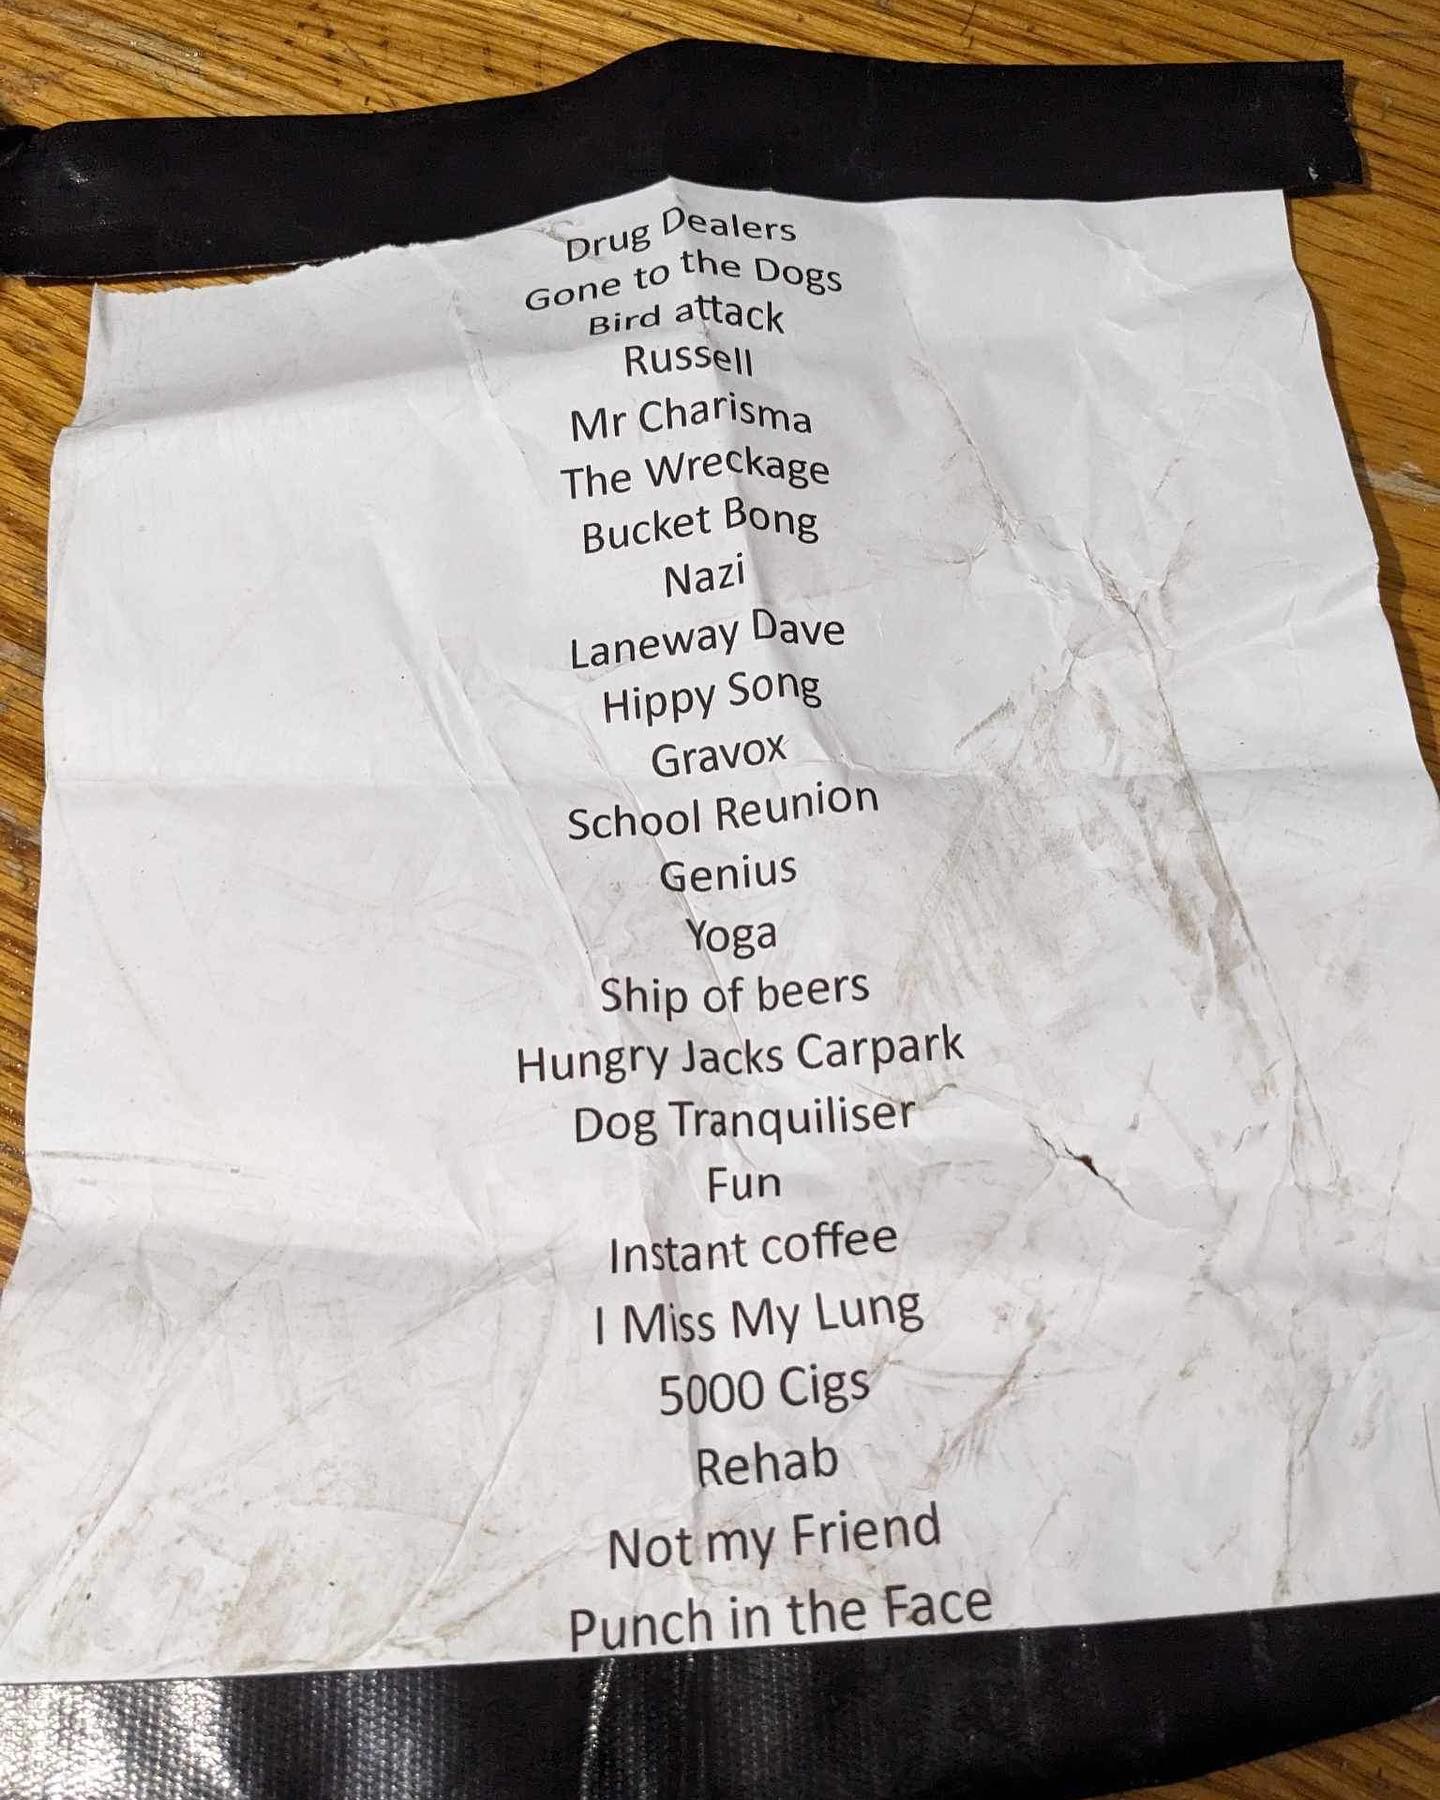 Drug Dealers
Gone to the Dogs
Bird attack
Russell
Mr Charisma
The Wreckage
Bucket Bong
Nazi
Laneway Dave
Hippy Song
Gravox
School Reunion
Genius
Yoga
Ship of beers
Hungry Jacks Carpark
Dog Tranquiliser
Fun
Instant coffee
I Miss My Lung
5000 Cigs
Rehab
Not my Friend
Punch in the Face